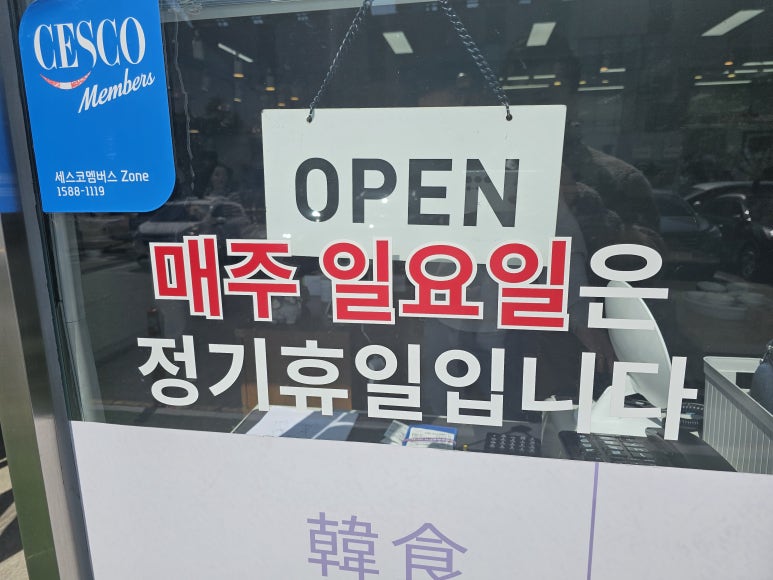 CESCO
Members
세스코멤버스 Zone
1588-1119
OPEN
매주 일요일은
정기휴일입니다
韓食